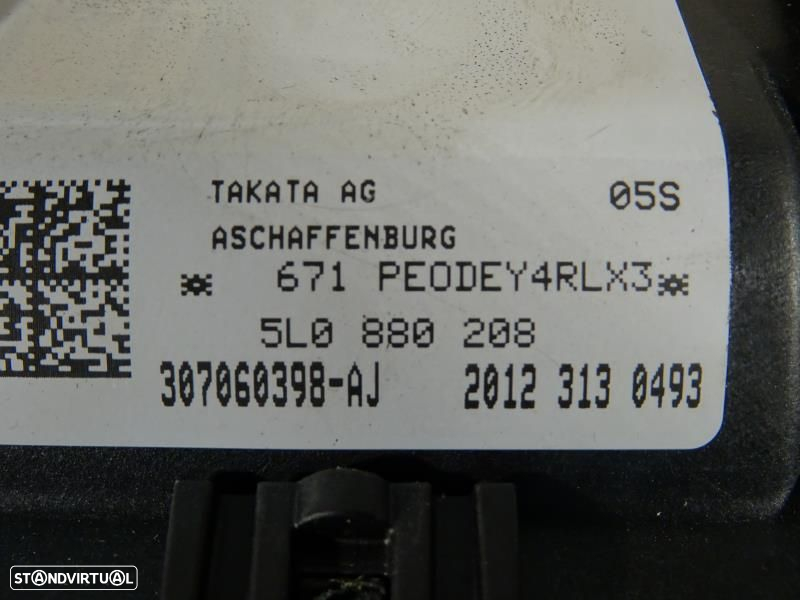 TAKATA AG 05S
ASCHAFFENBURG
*671 PEODEY4RLX3*
5L0 880 208
307060398-AJ 2012 313 0493
STANDVIRTUAL